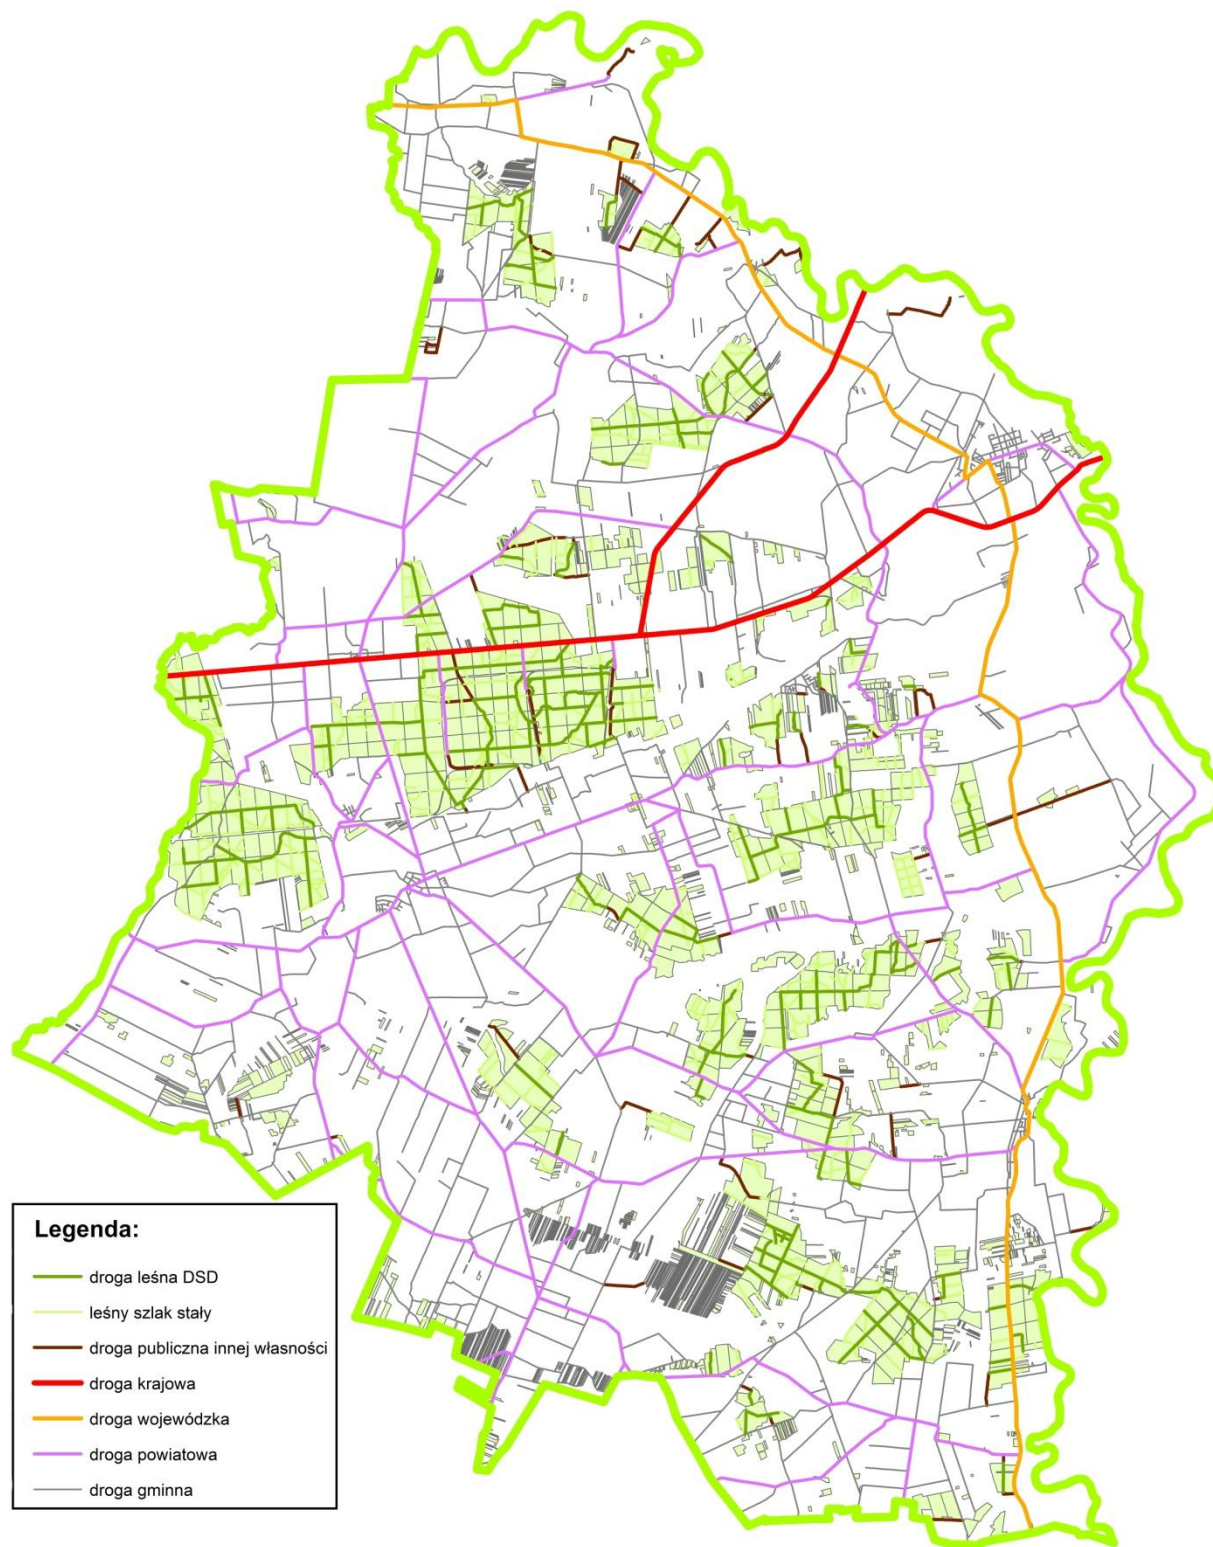 Legenda:
droga leśna DSD
leśny szlak stały
droga publiczna innej własności
droga krajowa
droga wojewódzka
droga powiatowa
droga gminna